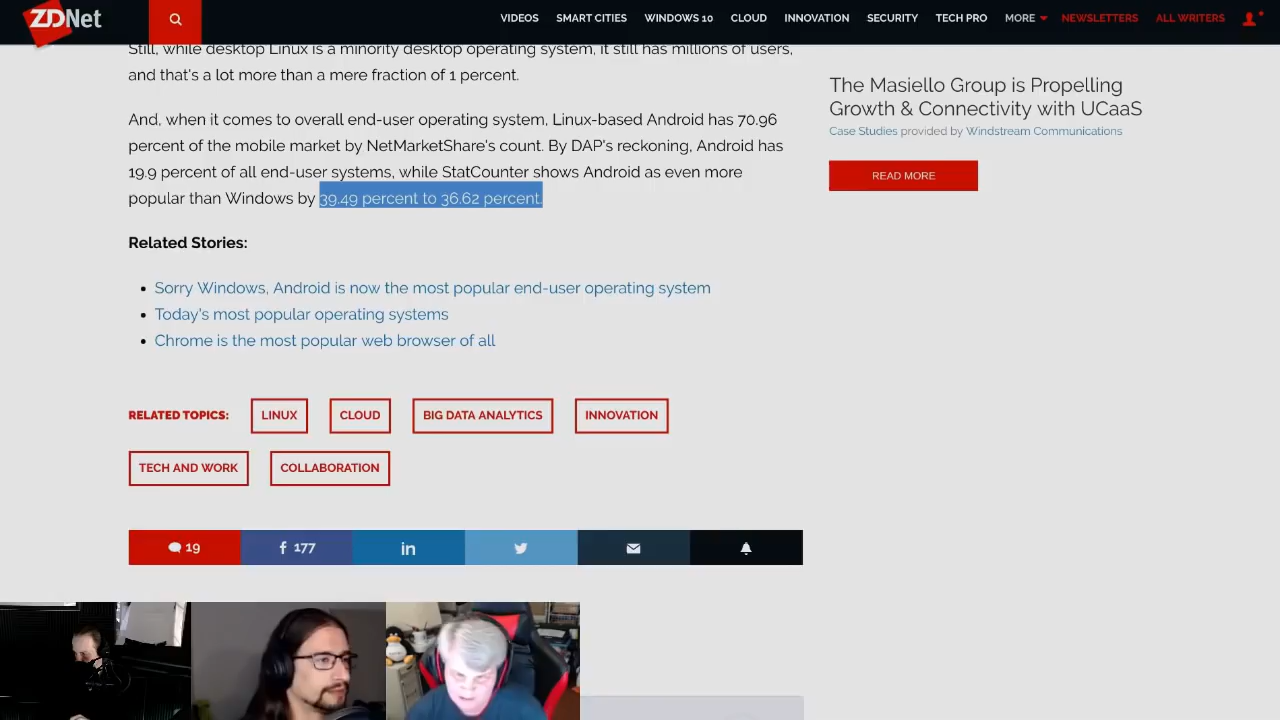 ZDNet
VIDEOS SMART CITIES WINDOWS 10 CLOUD INNOVATION SECURITY TECH PRO MORE NEWSLETTERS ALL WRITERS
Still, while desktop Linux is a minority desktop operating system, it still has millions of users,
and that's a lot more than a mere fraction of 1 percent.
And, when it comes to overall end-user operating system, Linux-based Android has 70.96
percent of the mobile market by NetMarketShare's count. By DAP's reckoning, Android has
19.9 percent of all end-user systems, while StatCounter shows Android as even more
popular than Windows by 39.49 percent to 36.62 percent.
Related Stories:
Sorry Windows, Android is now the most popular end-user operating system
Today's most popular operating systems
Chrome is the most popular web browser of all
RELATED TOPICS: LINUX CLOUD BIG DATA ANALYTICS INNOVATION
TECH AND WORK COLLABORATION
19 f 177 in
The Masiello Group is Propelling
Growth & Connectivity with UCaaS
Case Studies provided by Windstream Communications
READ MORE